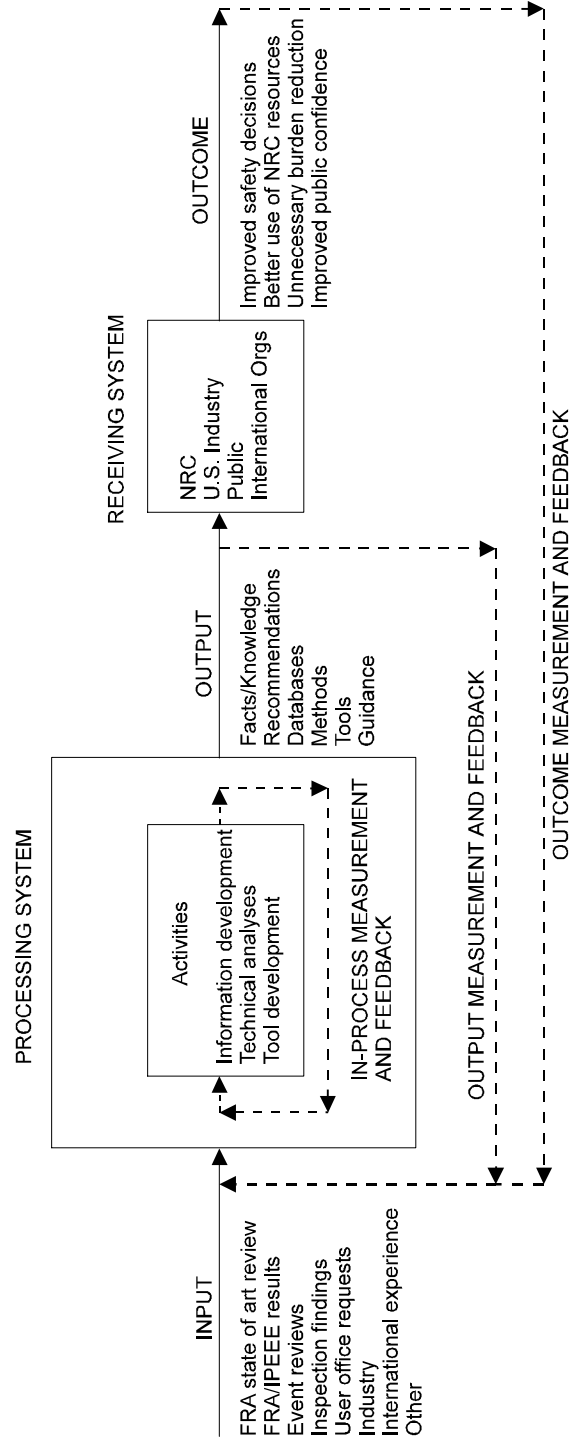 INPUT
FRA state of art review
FRA/IPEEE results
Event reviews
Inspection findings
User office requests
Industry
International experience
Other
PROCESSING SYSTEM
Activities
Information development
Technical analyses
Tool development
IN-PROCESS MEASUREMENT
AND FEEDBACK
OUTPUT
Facts/Knowledge
Recommendations
Databases
Methods
Tools
Guidance
RECEIVING SYSTEM
NRC
U.S. Industry
Public
International Orgs
OUTCOME
Improved safety decisions
Better use of NRC resources
Unnecessary burden reduction
Improved public confidence
OUTPUT MEASUREMENT AND FEEDBACK
OUTCOME MEASUREMENT AND FEEDBACK